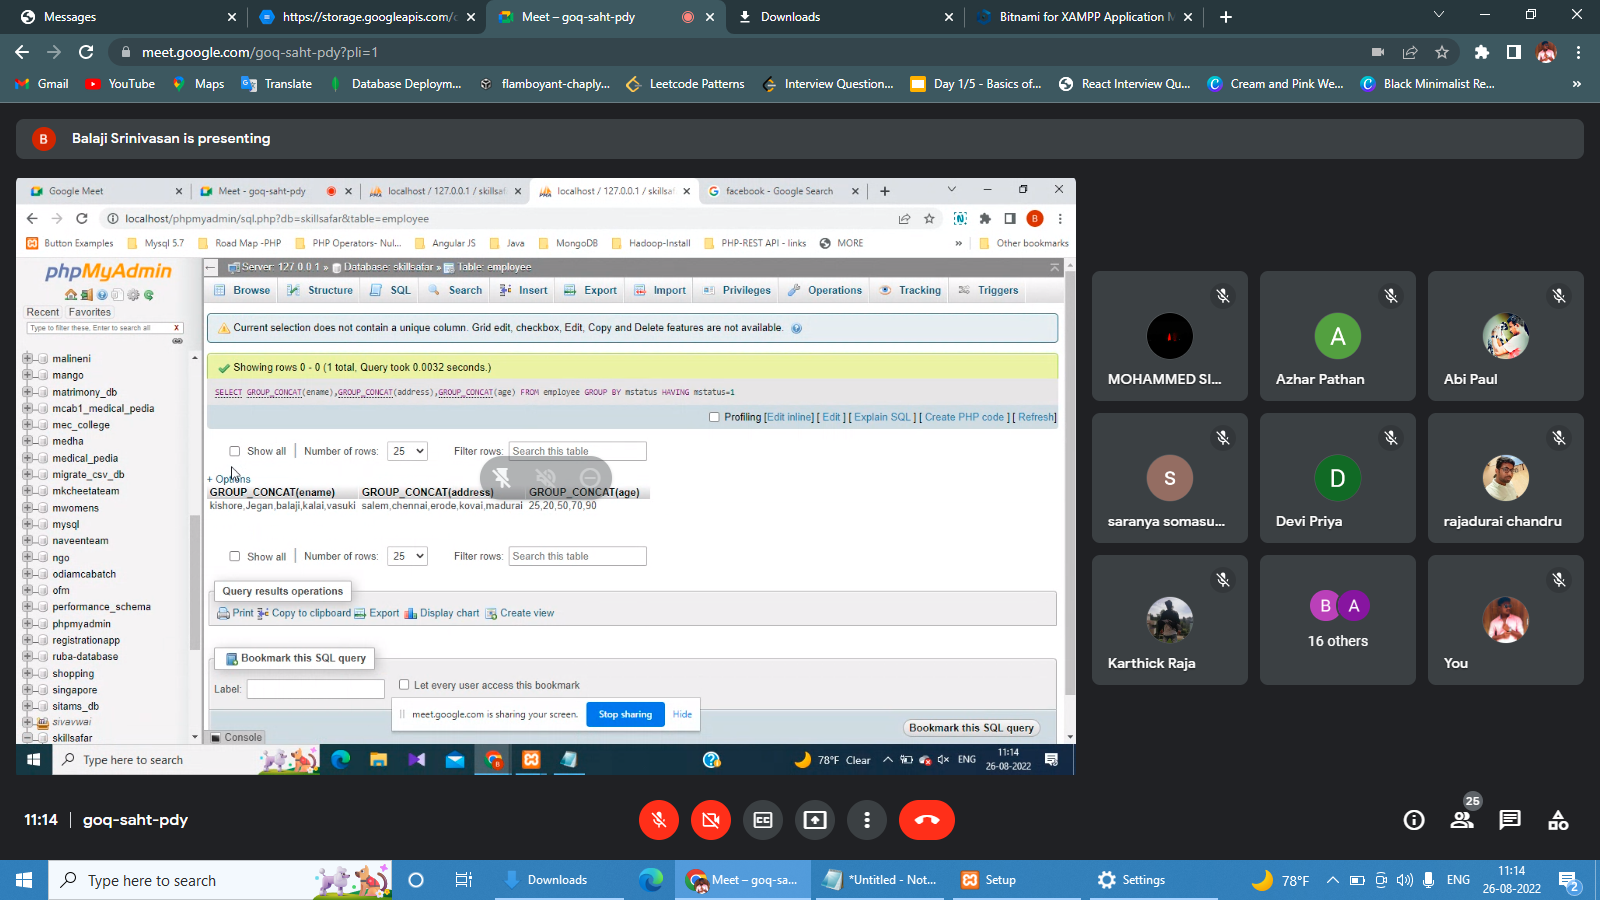 Messages
https://storage.googleapis.com/c
Meet – goq-saht-pdy
Downloads
Bitnami for XAMPP Application M
meet.google.com/goq-saht-pdy?pli=1
Gmail
YouTube
Maps
Translate
Database Deploym...
flamboyant-chaply...
Leetcode Patterns
Interview Question...
Day 1/5 - Basics of...
React Interview Qu...
Cream and Pink We...
Black Minimalist Re...
»
B
Balaji Srinivasan is presenting
Google Meet
Meet - goq-saht-pdy
localhost / 127.0.0.1 / skillsaf
localhost / 127.0.0.1 / skillsa
facebook - Google Search
localhost/phpmyadmin/sql.php?db=skillsafar&table=employee
B
Button Examples
Mysql 5.7
Road Map -PHP
PHP Operators- Nul...
Angular JS
Java
MongoDB
Hadoop-Install
PHP-REST API - links
MORE
»
Other bookmarks
phpMyAdmin
Recent
Favorites
Type to filter these, Enter to search all
X
malineni
mango
matrimony_db
mcab1_medical_pedia
mec_college
medha
medical_pedia
migrate_csv_db
mkcheetateam
mwomens
mysql
naveenteam
ngo
odiamcabatch
ofm
performance_schema
phpmyadmin
registrationapp
ruba-database
shopping
singapore
sitams_db
sivavwai
skillsafar
Server: 127.0.0.1 » Database: skillsafar » Table: employee
Browse
Structure
SQL
Search
Insert
Export
Import
Privileges
Operations
Tracking
Triggers
Current selection does not contain a unique column. Grid edit, checkbox, Edit, Copy and Delete features are not available.
Showing rows 0 - 0 (1 total, Query took 0.0032 seconds.)
SELECT GROUP_CONCAT(ename),GROUP_CONCAT(address),GROUP_CONCAT(age) FROM employee GROUP BY mstatus HAVING mstatus=1
Profiling [Edit inline] [ Edit ] [ Explain SQL ] [ Create PHP code ] [ Refresh]
Show all
Number of rows:
25
Filter rows:
Search this table
+ Options
GROUP_CONCAT(ename) GROUP_CONCAT(address) GROUP_CONCAT(age)
kishore,Jegan,balaji,kalai,vasuki salem,chennai,erode,kovai,madurai 25,20,50,70,90
Show all
Number of rows:
25
Filter rows:
Search this table
Query results operations
Print
Copy to clipboard
Export
Display chart
Create view
Bookmark this SQL query
Label:
Let every user access this bookmark
meet.google.com is sharing your screen.
Stop sharing
Hide
Bookmark this SQL query
Console
Type here to search
78°F Clear
ENG
11:14
26-08-2022
MOHAMMED SI...
A
Azhar Pathan
Abi Paul
s
saranya somasu...
D
Devi Priya
rajadurai chandru
Karthick Raja
B
A
16 others
You
11:14
goq-saht-pdy
25
Type here to search
Downloads
Meet – goq-sa...
*Untitled - Not...
Setup
Settings
78°F
ENG
11:14
26-08-2022
2